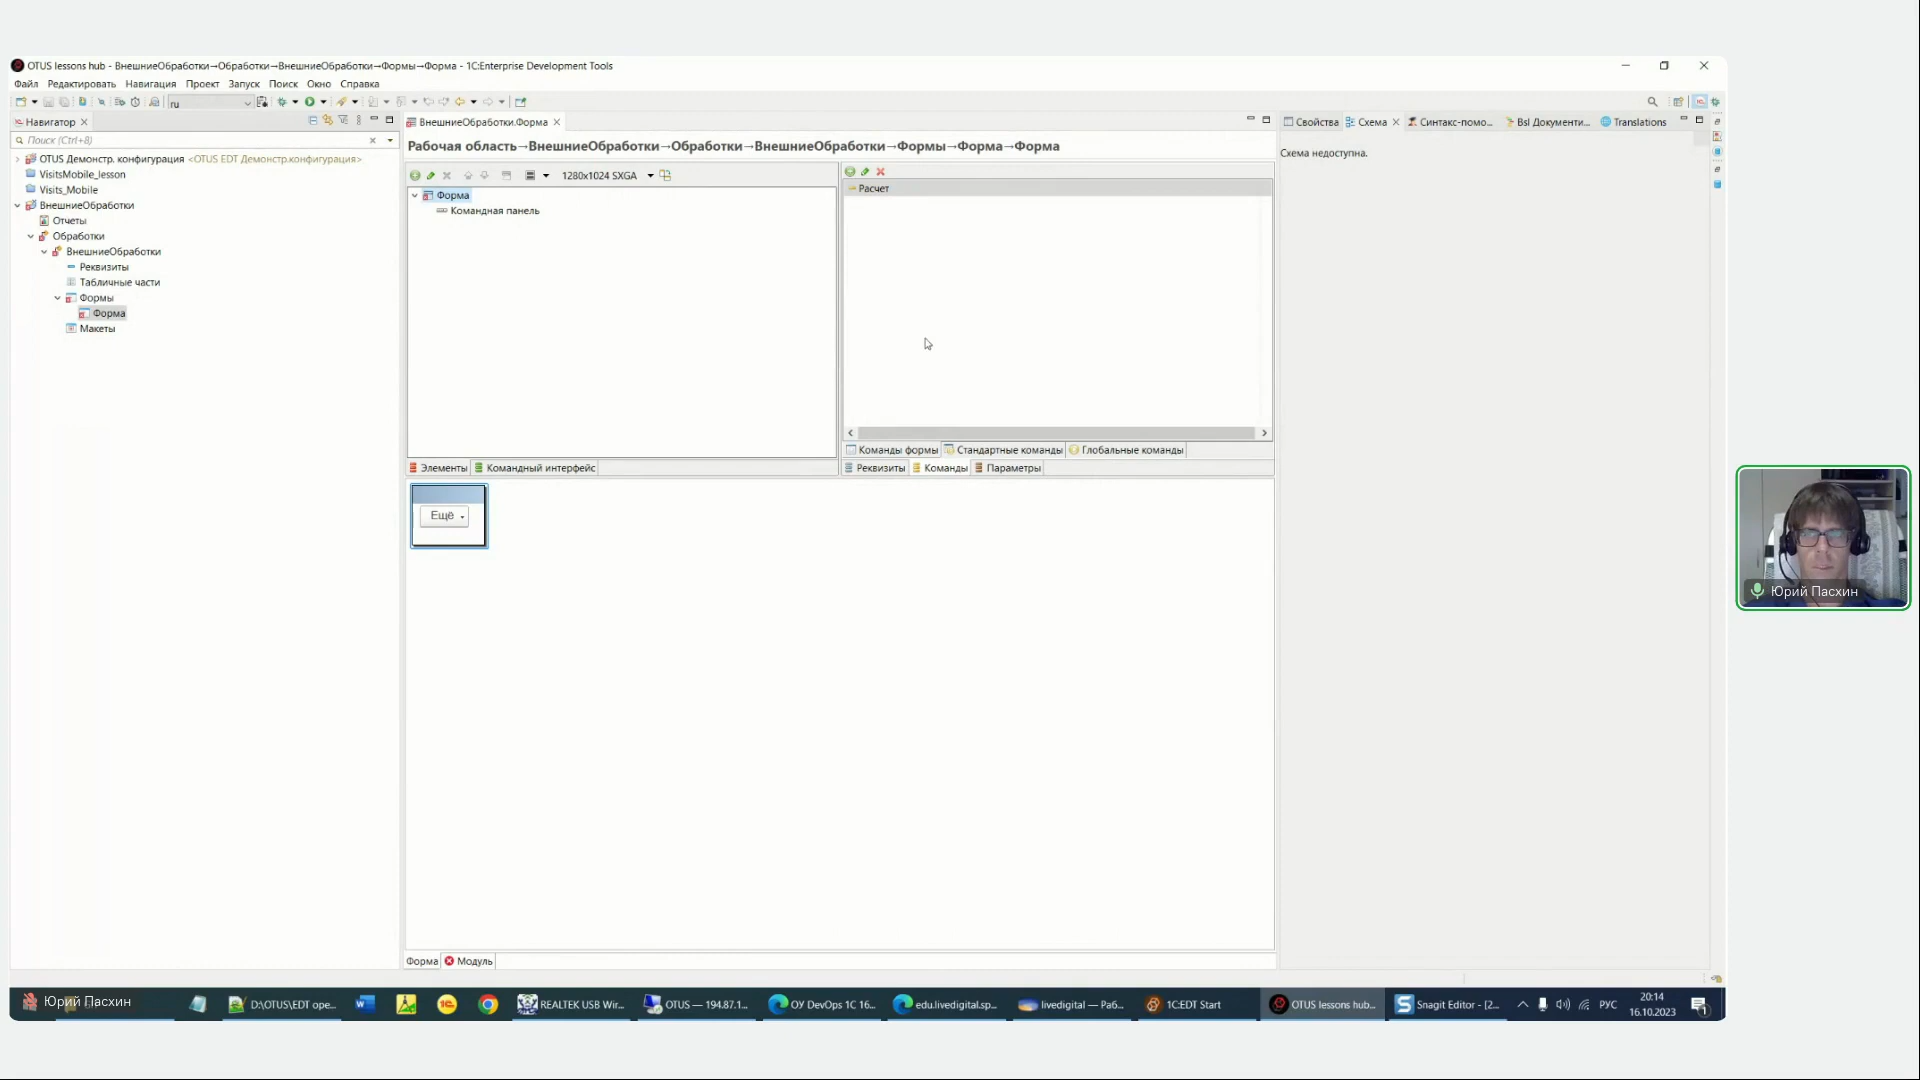 OTUS lessons hub - ВнешниеОбработки→Обработки→ВнешниеОбработки→Формы→Форма - 1C:Enterprise Development Tools
Файл Редактировать Навигация Проект Запуск Поиск Окно Справка
ru
Навигатор
Поиск (Ctrl+8)
OTUS Демонстр. конфигурация <OTUS EDT Демонстр.конфигурация>
VisitsMobile_lesson
Visits_Mobile
ВнешниеОбработки
Отчеты
Обработки
ВнешниеОбработки
Реквизиты
Табличные части
Формы
Форма
Макеты
ВнешниеОбработки.Форма
Рабочая область→ВнешниеОбработки→Обработки→ВнешниеОбработки→Формы→Форма→Форма
1280x1024 SXGA
Форма
Командная панель
Элементы Командный интерфейс
Расчет
Команды формы Стандартные команды Глобальные команды
Реквизиты Команды Параметры
Ещё
Форма Модуль
Свойства Схема Синтакс-помо... Bsl Документи... Translations
Схема недоступна.
Юрий Пасхин
Юрий Пасхин
D:\OTUS\EDT ope...
REALTEK USB Wir...
OTUS — 194.87.1...
ОУ DevOps 1С 16...
edu.livedigital.sp...
livedigital — Раб...
1C:EDT Start
OTUS lessons hub...
Snagit Editor - [2...
РУС
20:14
16.10.2023
1